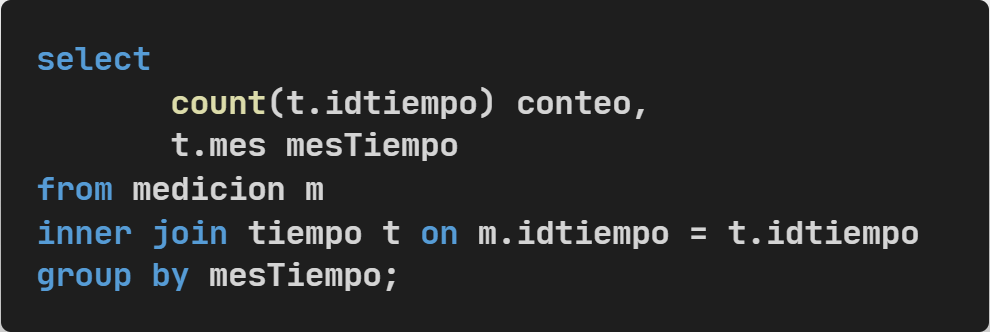 select
count(t.idtiempo) conteo,
t.mes mesTiempo
from medicion m
inner join tiempo t on m.idtiempo = t.idtiempo
group by mesTiempo;